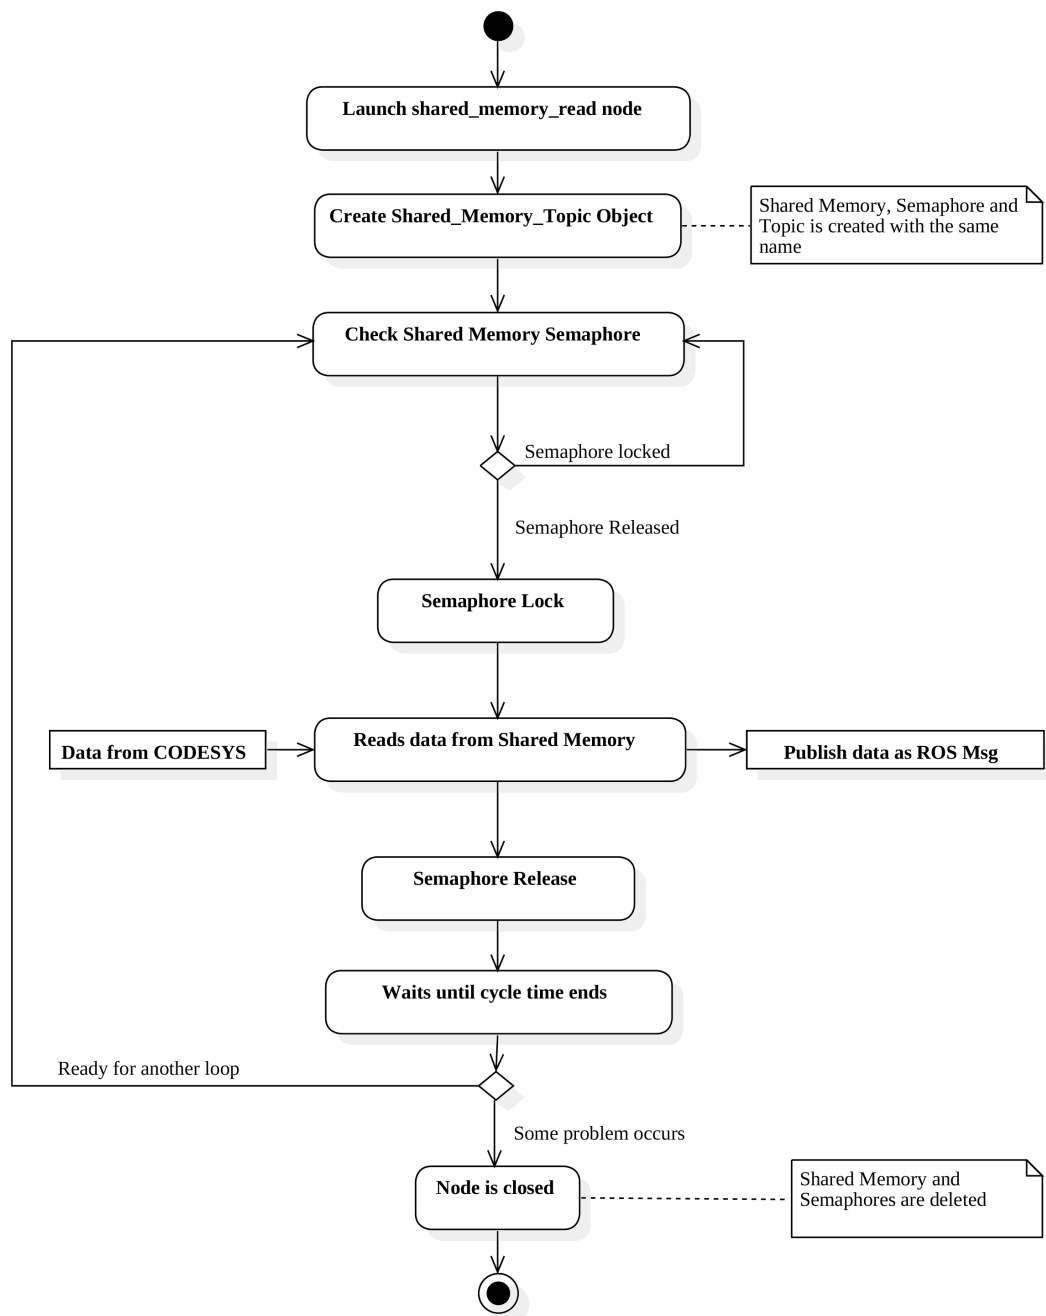 Launch shared_memory_read node
Create Shared_Memory_Topic Object
Shared Memory, Semaphore and
Topic is created with the same
name
Check Shared Memory Semaphore
Semaphore locked
Semaphore Released
Semaphore Lock
Data from CODESYS
Reads data from Shared Memory
Publish data as ROS Msg
Semaphore Release
Waits until cycle time ends
Ready for another loop
Some problem occurs
Node is closed
Shared Memory and
Semaphores are deleted